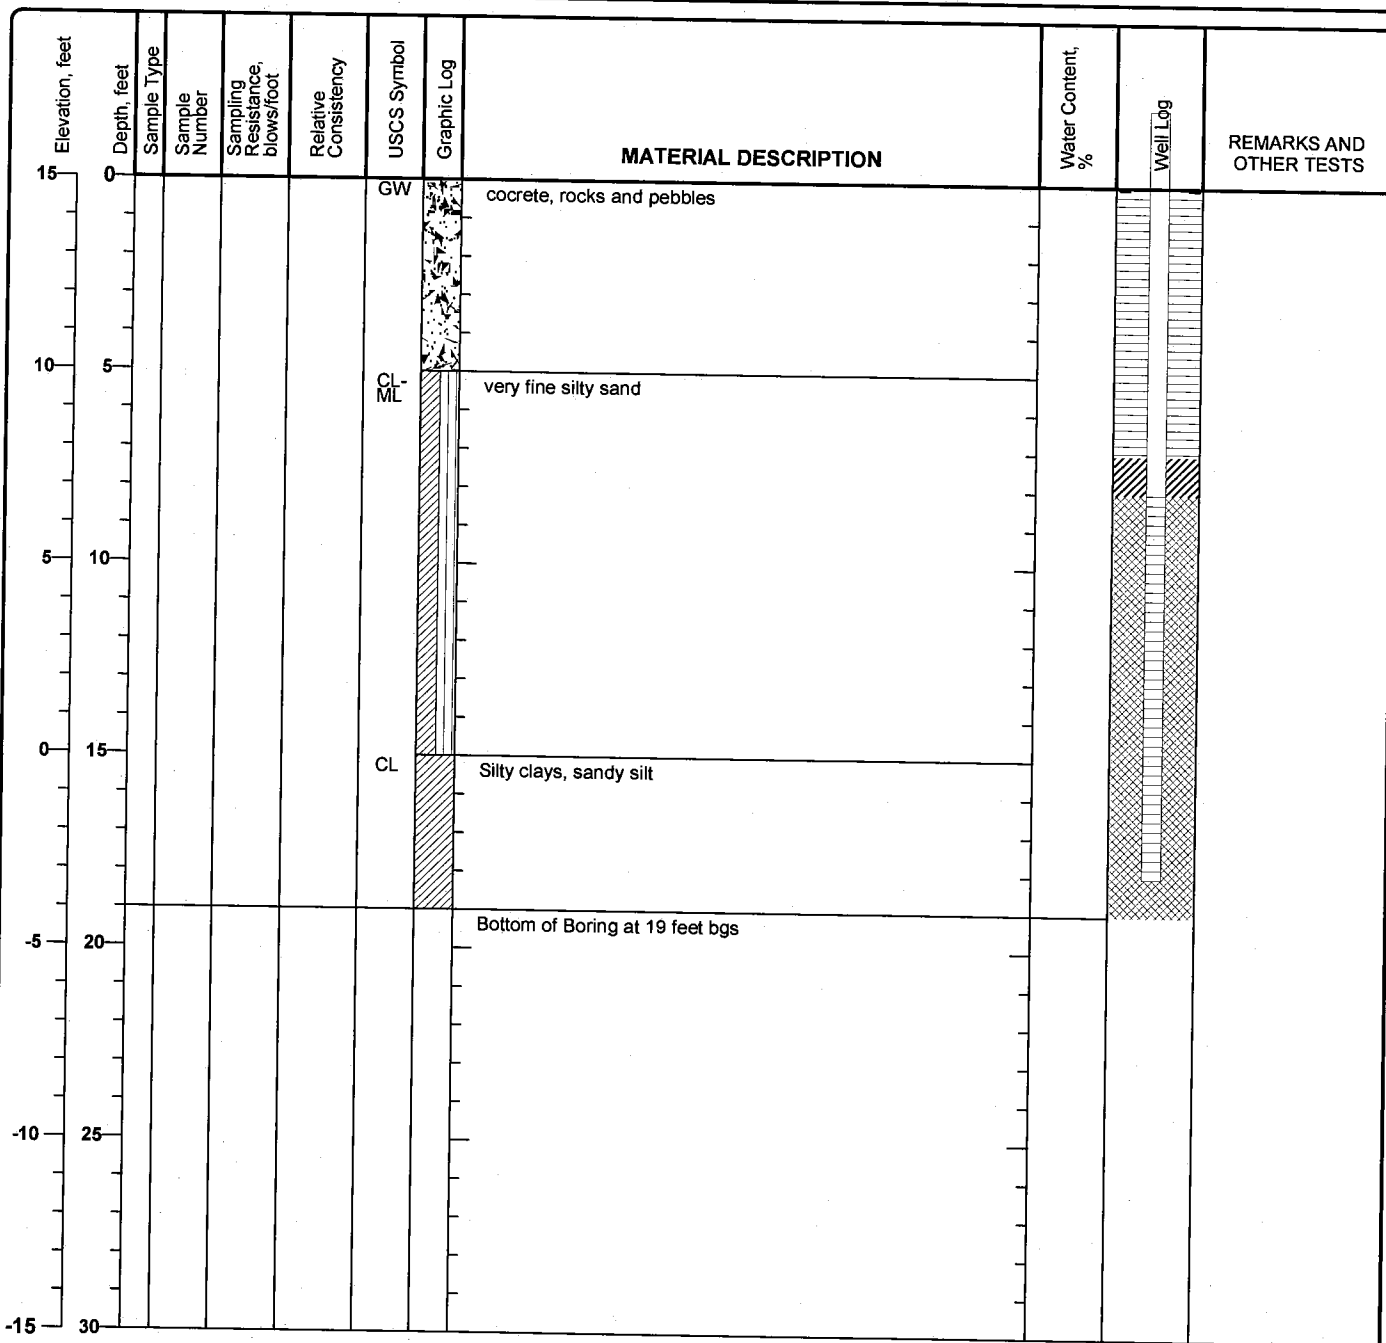 Elevation, feet
Depth, feet
Sample Type
Sample
Number
Sampling
Resistance,
blows/foot
Relative
Consistency
USCS Symbol
Graphic Log
MATERIAL DESCRIPTION
Water Content,
%
Well Log
REMARKS AND
OTHER TESTS
15 0
GW cocrete, rocks and pebbles
10 5
CL-
ML
very fine silty sand
5 10
0 15
CL Silty clays, sandy silt
Bottom of Boring at 19 feet bgs
-5 20
-10 25
-15 30